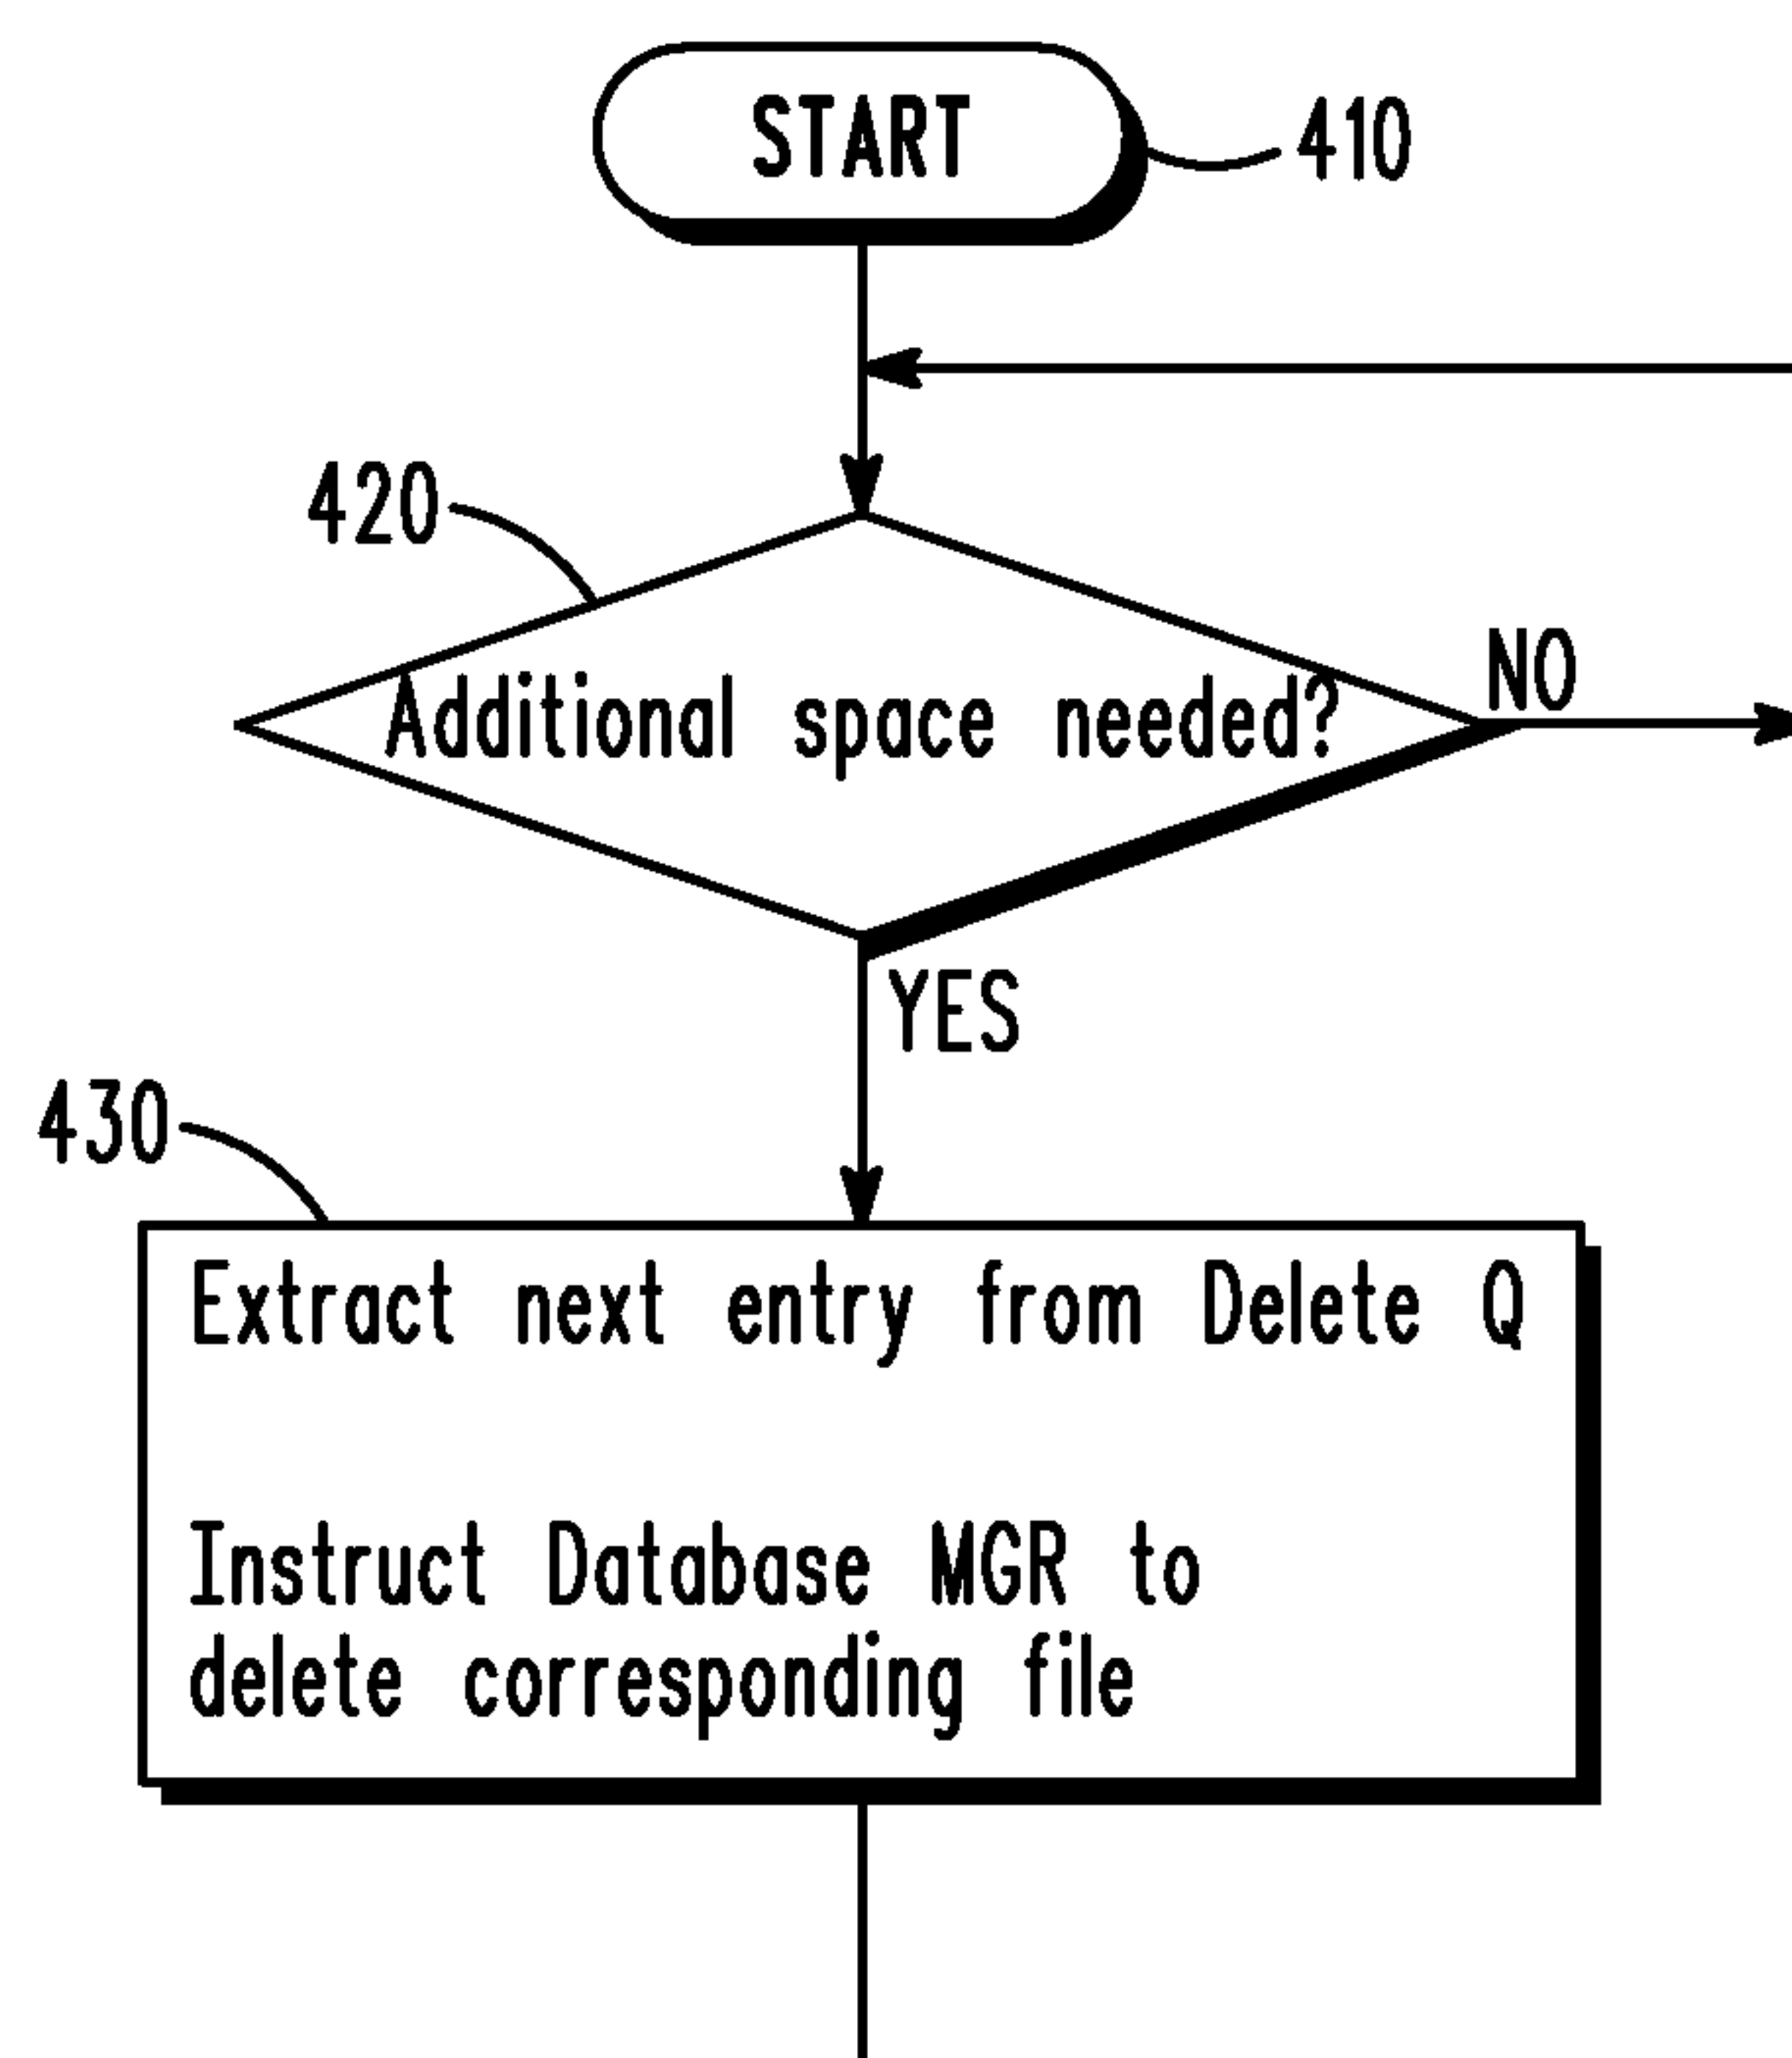 START
410
420
Additional space needed?
NO
YES
430
Extract next entry from Delete Q
Instruct Database MGR to
delete corresponding file